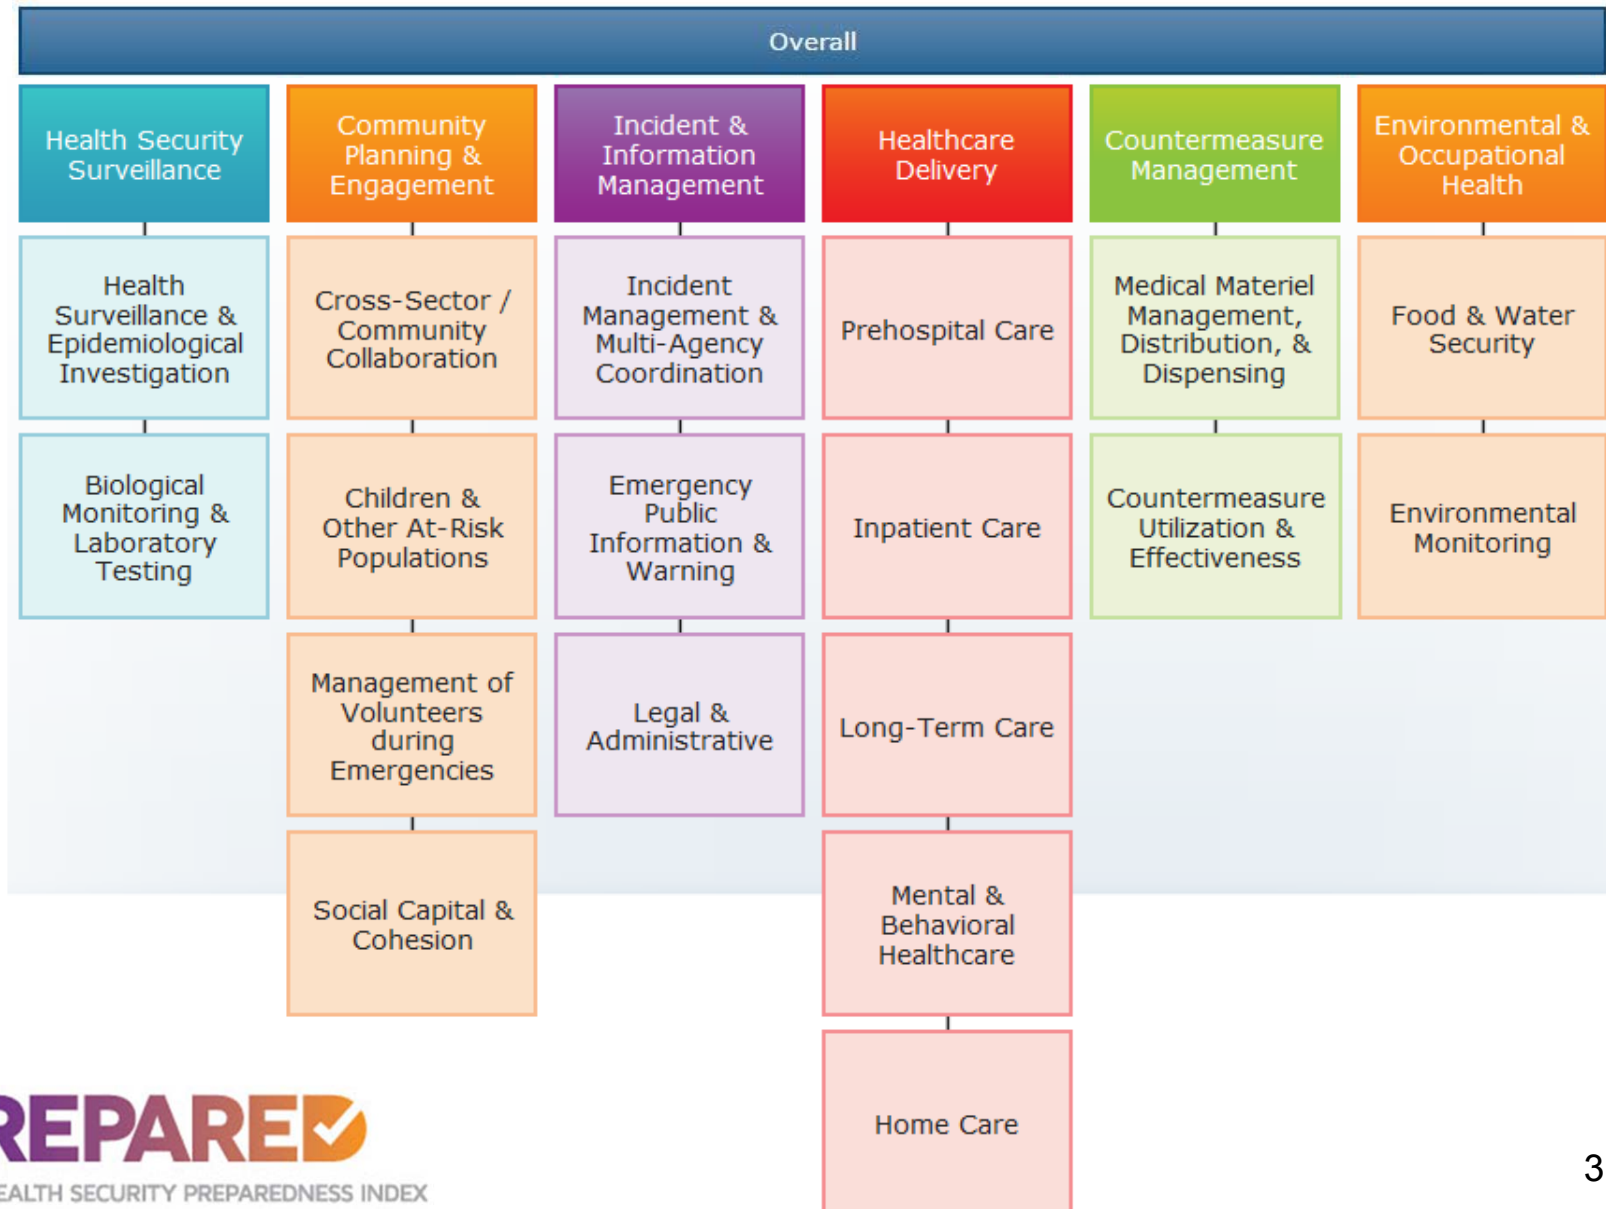 Overall
Health Security
Surveillance
Community
Planning &
Engagement
Incident &
Information
Management
Healthcare
Delivery
Countermeasure
Management
Environmental &
Occupational
Health
Health
Surveillance &
Epidemiological
Investigation
Cross-Sector /
Community
Collaboration
Incident
Management &
Multi-Agency
Coordination
Prehospital Care
Medical Materiel
Management,
Distribution, &
Dispensing
Food & Water
Security
Biological
Monitoring &
Laboratory
Testing
Children &
Other At-Risk
Populations
Emergency
Public
Information &
Warning
Inpatient Care
Countermeasure
Utilization &
Effectiveness
Environmental
Monitoring
Management of
Volunteers
during
Emergencies
Legal &
Administrative
Long-Term Care
Social Capital &
Cohesion
Mental &
Behavioral
Healthcare
Home Care
REPARED
EALTH SECURITY PREPAREDNESS INDEX
3